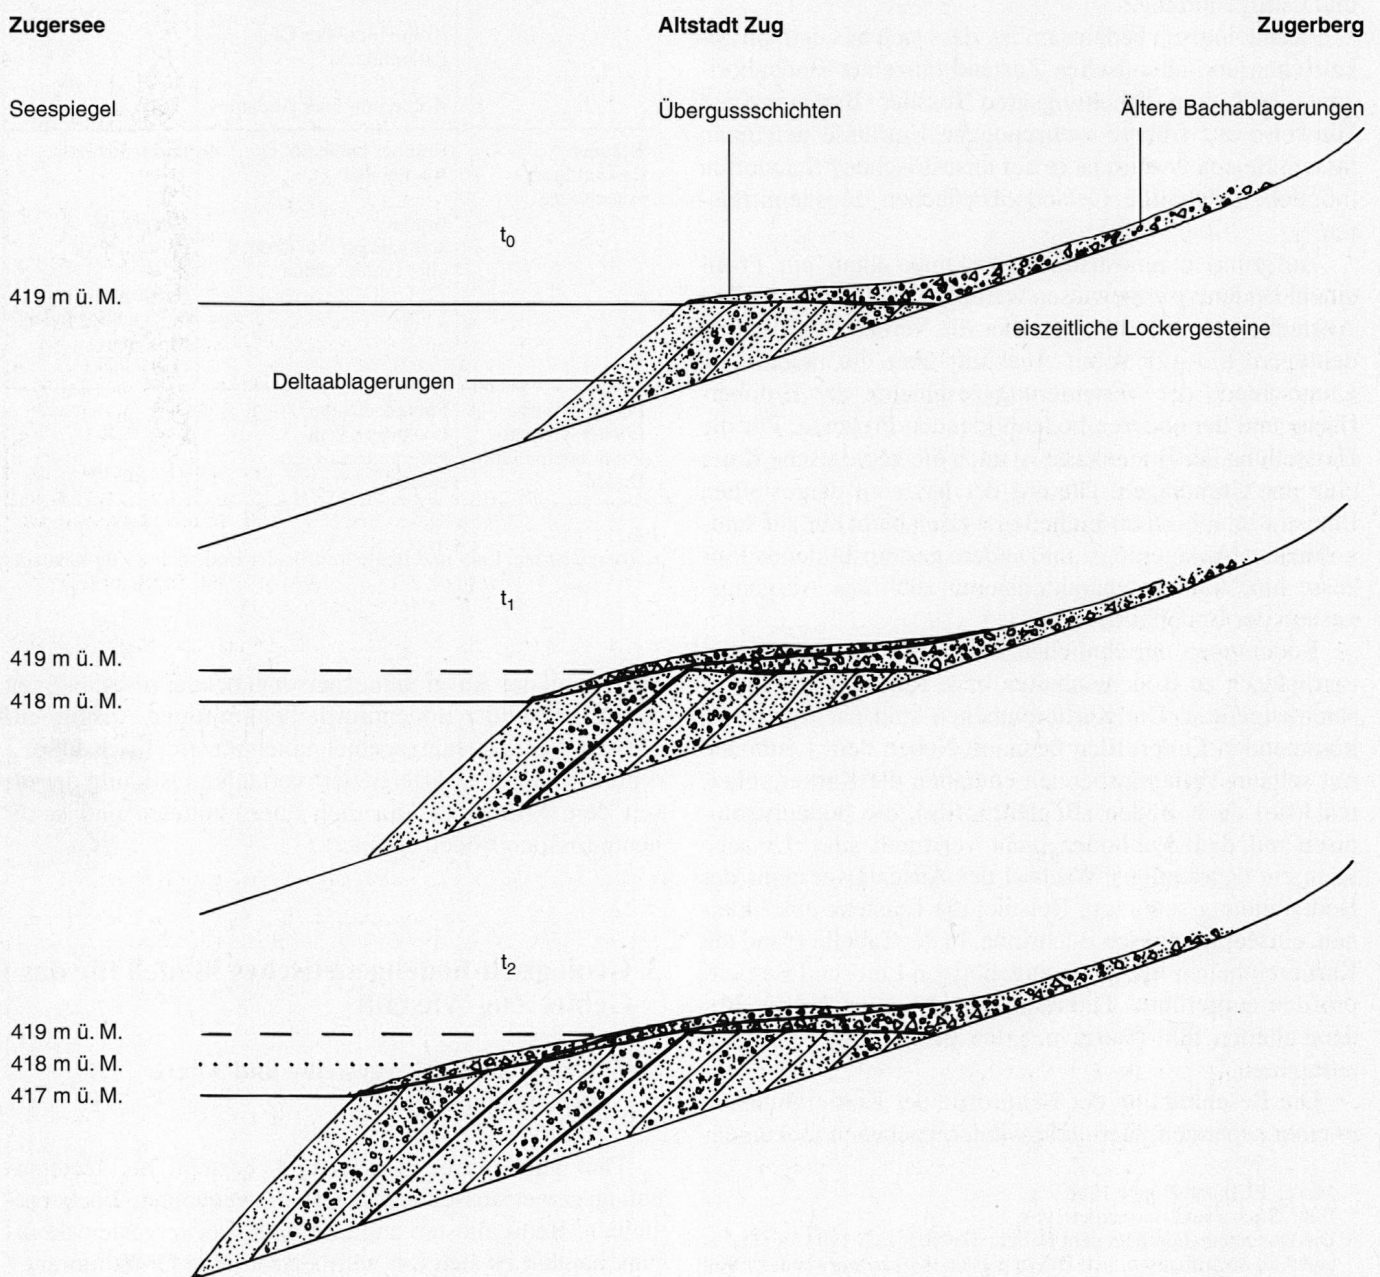 Zugersee Altstadt Zug Zugerberg
Seespiegel Übergussschichten Ältere Bachablagerungen
t0
419 m ü. M.
eiszeitliche Lockergesteine
Deltaablagerungen
t1
419 m ü. M.
418 m ü. M.
t2
419 m ü. M.
418 m ü. M.
417 m ü. M.